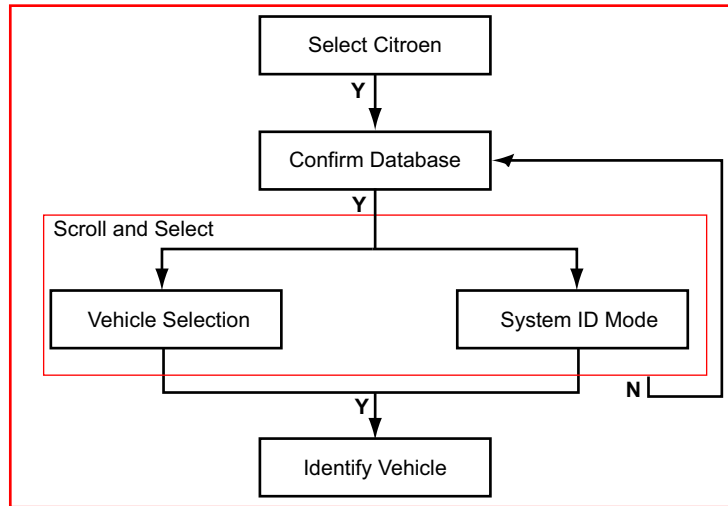 Select Citroen
Y
Confirm Database
Y
Scroll and Select
Vehicle Selection
System ID Mode
N
Y
Identify Vehicle